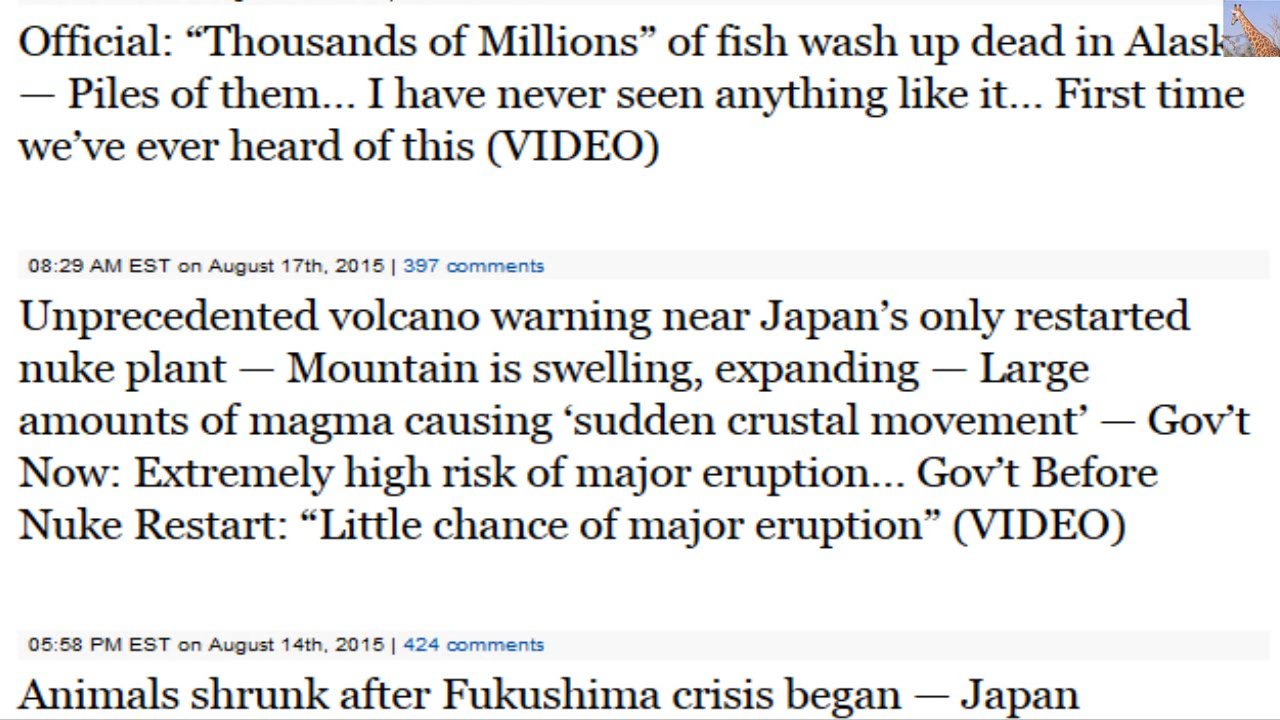 Official: “Thousands of Millions” of fish wash up dead in Alask
— Piles of them... I have never seen anything like it... First time
we’ve ever heard of this (VIDEO)
08:29 AM EST on August 17th, 2015 | 397 comments
Unprecedented volcano warning near Japan’s only restarted
nuke plant — Mountain is swelling, expanding — Large
amounts of magma causing ‘sudden crustal movement’ — Gov’t
Now: Extremely high risk of major eruption... Gov’t Before
Nuke Restart: “Little chance of major eruption” (VIDEO)
05:58 PM EST on August 14th, 2015 | 424 comments
Animals shrunk after Fukushima crisis began — Japan